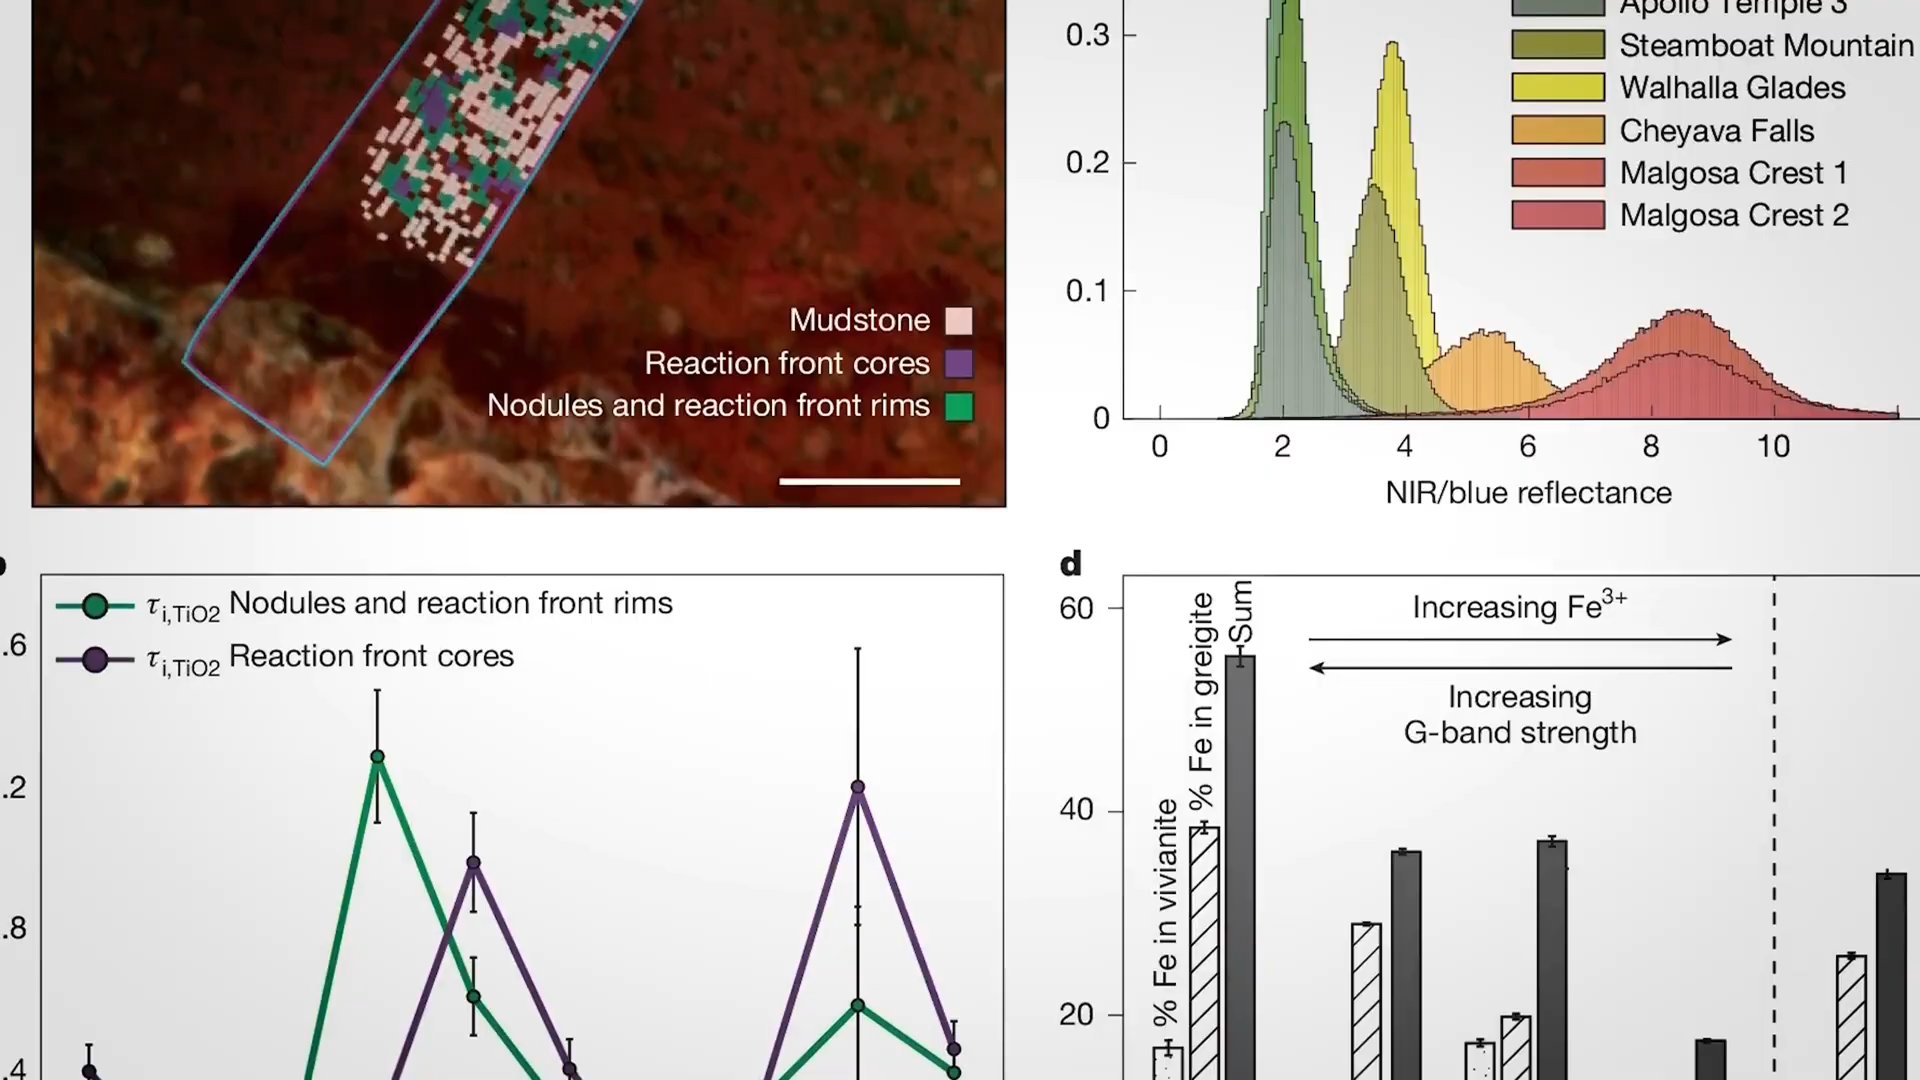 Mudstone
Reaction front cores
Nodules and reaction front rims
0.3
0.2
0.1
0
0
2
4
6
8
10
NIR/blue reflectance
Apollo Temple 3
Steamboat Mountain
Walhalla Glades
Cheyava Falls
Malgosa Crest 1
Malgosa Crest 2
τi,TiO2 Nodules and reaction front rims
τi,TiO2 Reaction front cores
.6
.2
.8
.4
d
60
40
20
% Fe in vivianite
% Fe in greigite
Sum
Increasing Fe3+
Increasing
G-band strength